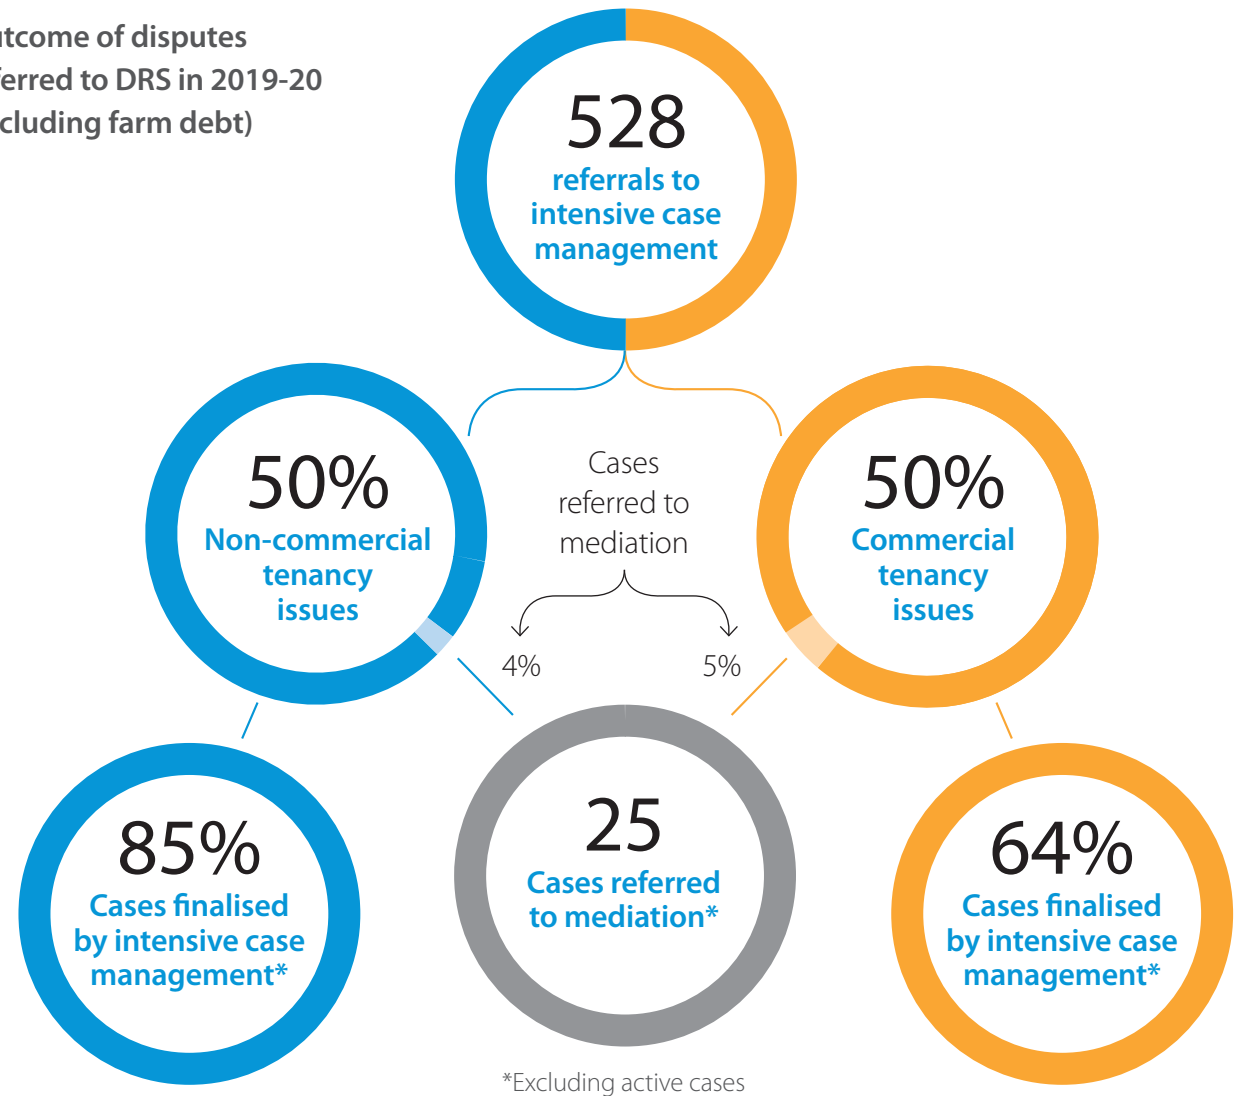 utcome of disputes
ferred to DRS in 2019-20
cluding farm debt)
528
referrals to
intensive case
management
50%
Non-commercial
tenancy
issues
Cases
referred to
mediation
50%
Commercial
tenancy
issues
4%
5%
85%
Cases finalised
by intensive case
management*
25
Cases referred
to mediation*
64%
Cases finalised
by intensive case
management*
*Excluding active cases